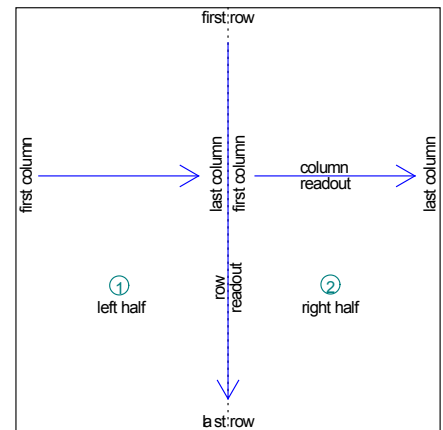 first row
first column
last column
first column
column
readout
last column
1
left half
row
readout
2
right half
last row